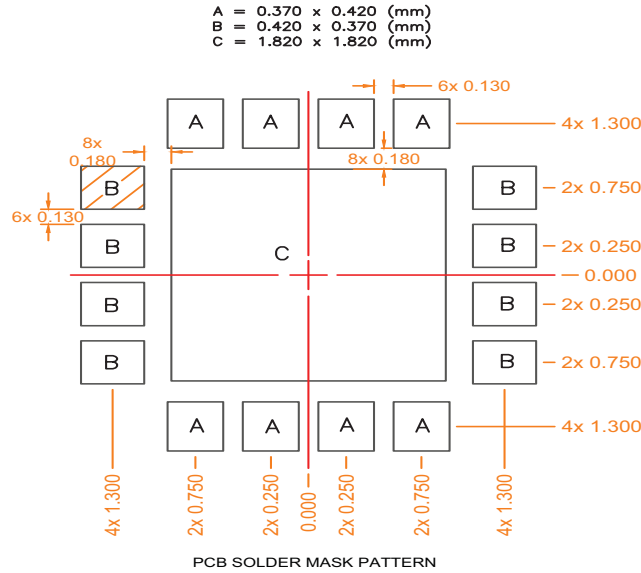 A = 0.370 x 0.420 (mm)
B = 0.420 x 0.370 (mm)
C = 1.820 x 1.820 (mm)
6x 0.130
A A A A
4x 1.300
8x
0.180
8x 0.180
B B
2x 0.750
6x 0.130
B B
2x 0.250
C
0.000
B B
2x 0.250
B B
2x 0.750
A A A A
4x 1.300
4x 1.300
2x 0.750
2x 0.250
0.000
2x 0.250
2x 0.750
4x 1.300
PCB SOLDER MASK PATTERN